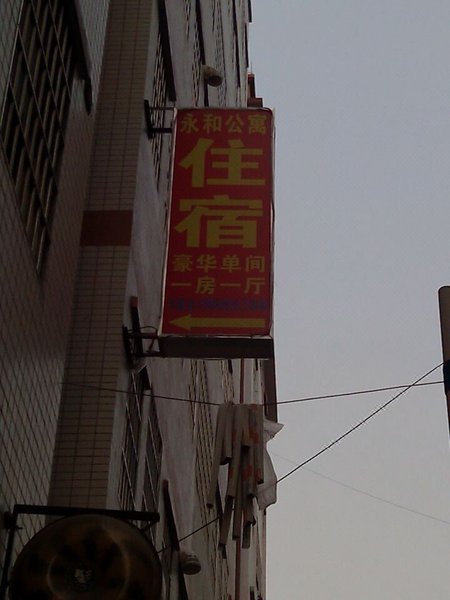 永和公寓
住
宿
豪华单间
一房一厅